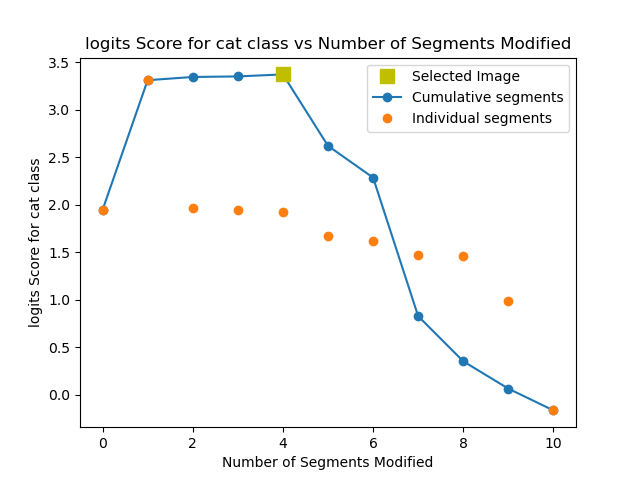 logits Score for cat class vs Number of Segments Modified
3.5
3.0
2.5
2.0
1.5
1.0
0.5
0.0
logits Score for cat class
Selected Image
Cumulative segments
Individual segments
0 2 4 6 8 10
Number of Segments Modified